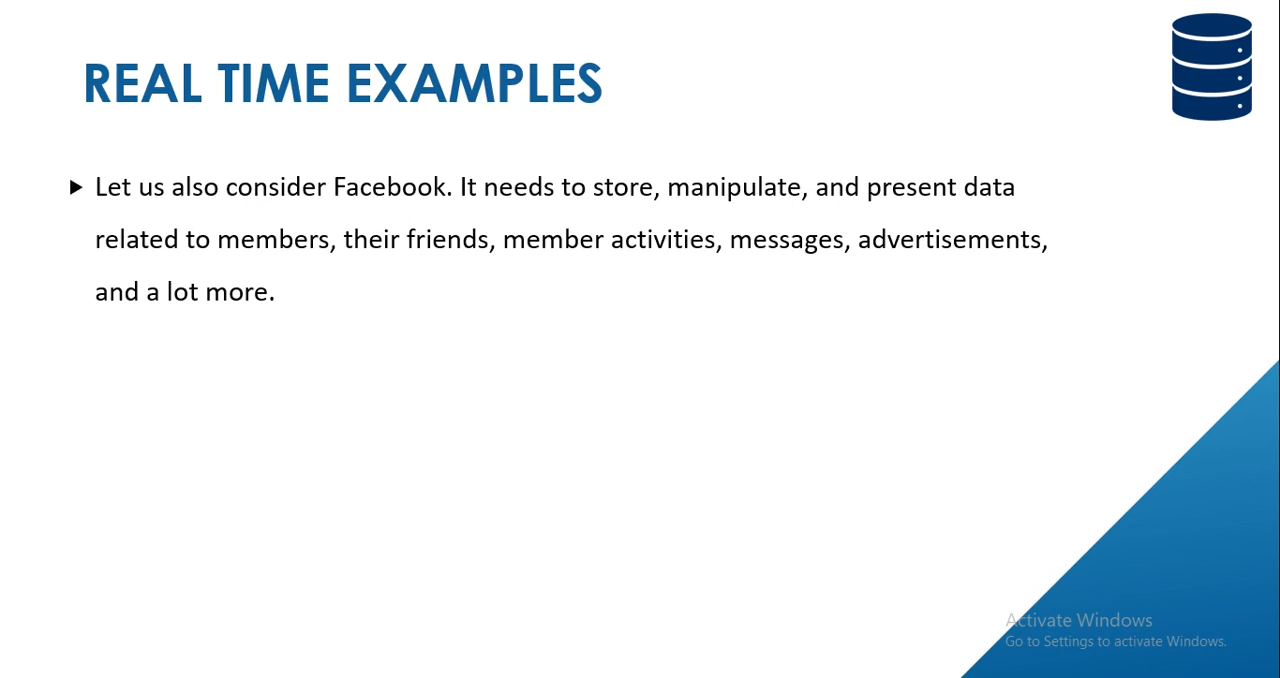 REAL TIME EXAMPLES
Let us also consider Facebook. It needs to store, manipulate, and present data
related to members, their friends, member activities, messages, advertisements,
and a lot more.
Activate Windows
Go to Settings to activate Windows.